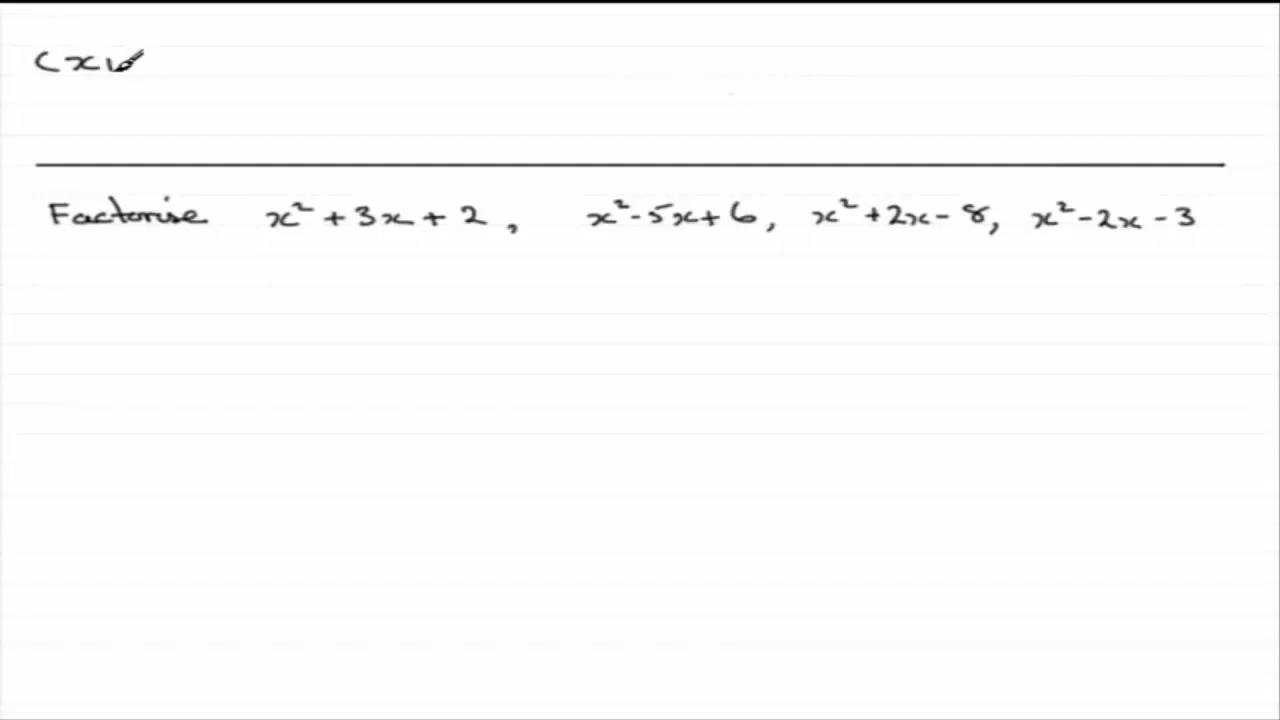 (x
Factorise x² + 3x + 2 , x² - 5x + 6 , x² + 2x - 8, x² - 2x - 3